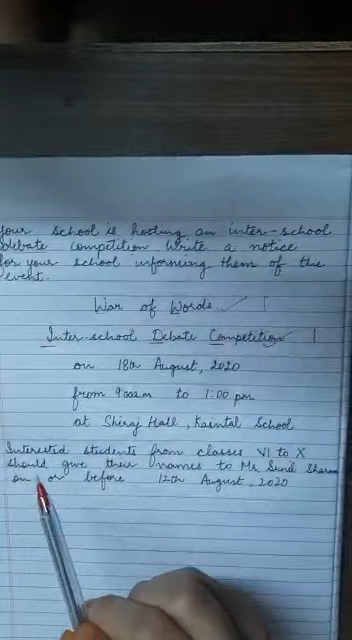 Your school is hosting an inter-school
debate competition. Write a notice
for your school informing them of the
event.
War of Words
Inter-school Debate Competition
on 18th August, 2020
from 9:00am to 1:00 pm
at Shiraj Hall, Kaintal School
Interested students from classes VI to X
should give their names to Mr Sunil Sharma
on or before 12th August, 2020